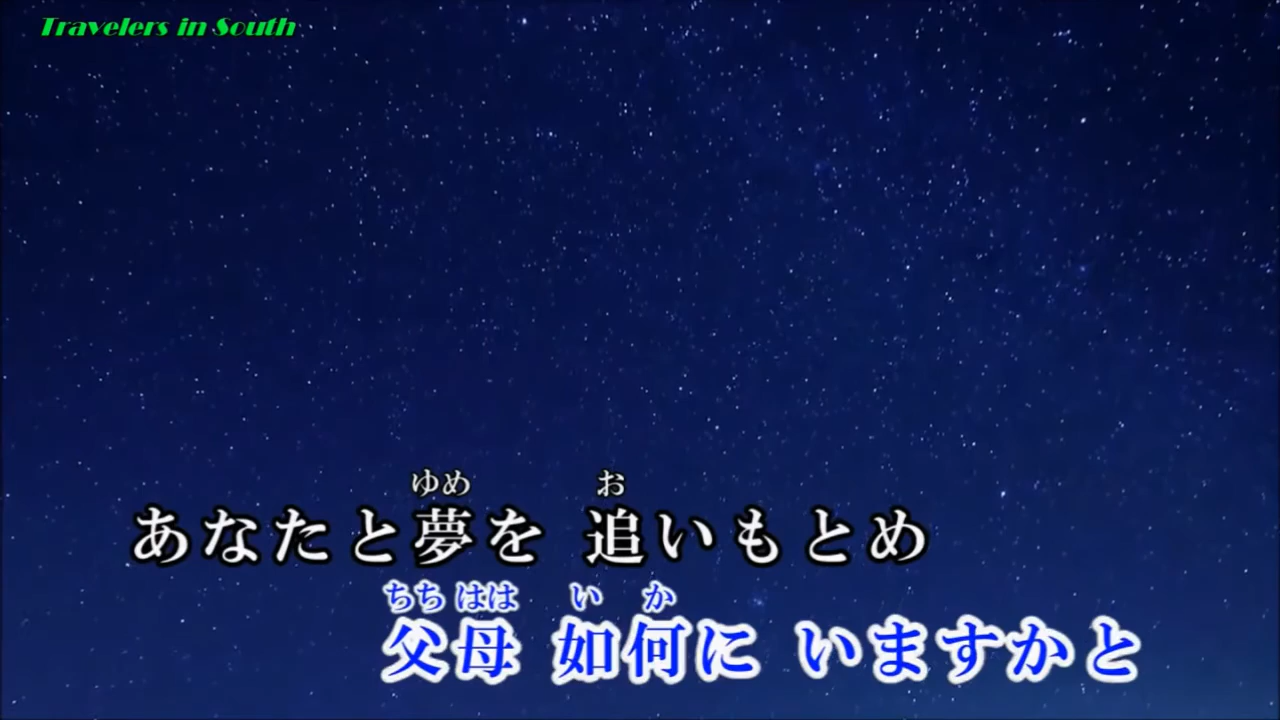 Travelers in South
ゆめ お
あなたと夢を 追いもとめ
ちち はは い か
父母 如何に いますかと